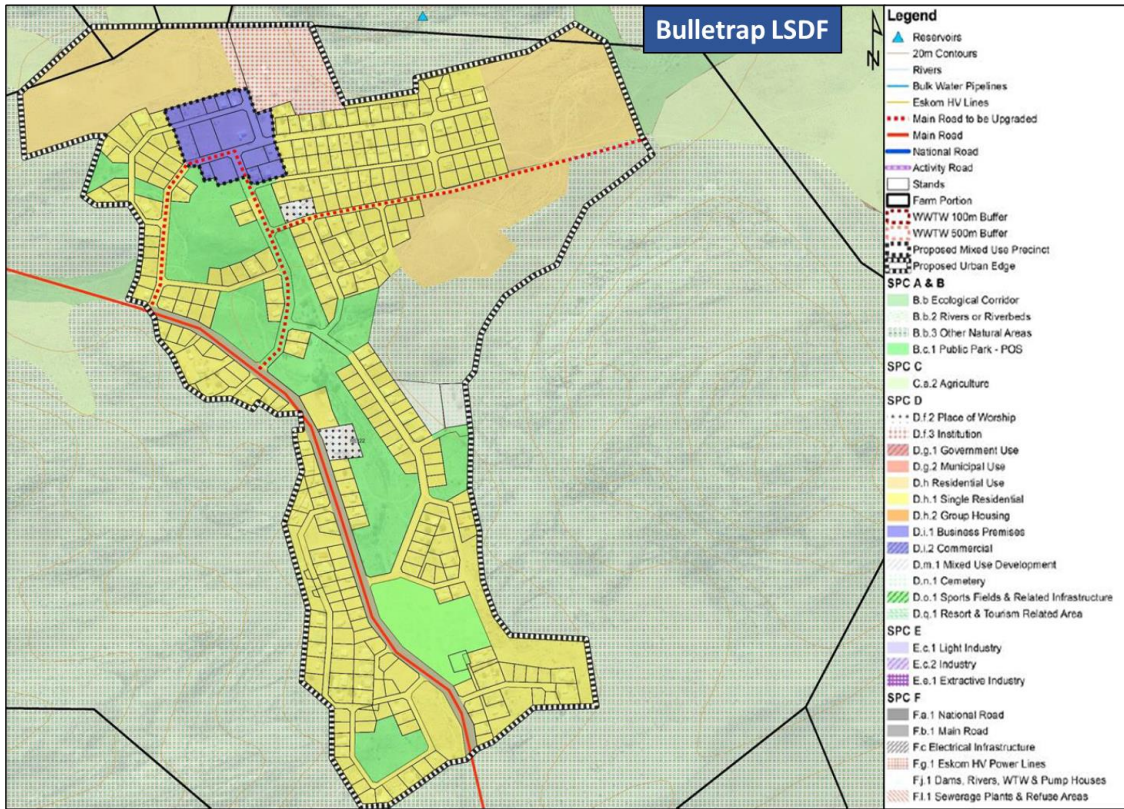 Bulletrap LSDF
N
Legend
Reservoirs
20m Contours
Rivers
Bulk Water Pipelines
Eskom HV Lines
Main Road to be Upgraded
Main Road
National Road
Activity Road
Stands
Farm Portion
WWTW 100m Buffer
WWTW 500m Buffer
Proposed Mixed Use Precinct
Proposed Urban Edge
SPC A & B
B.b Ecological Corridor
B.b.2 Rivers or Riverbeds
B.b.3 Other Natural Areas
B.c.1 Public Park - POS
SPC C
C.a.2 Agriculture
SPC D
D.f.2 Place of Worship
D.f.3 Institution
D.g.1 Government Use
D.g.2 Municipal Use
D.h Residential Use
D.h.1 Single Residential
D.h.2 Group Housing
D.i.1 Business Premises
D.i.2 Commercial
D.m.1 Mixed Use Development
D.n.1 Cemetery
D.o.1 Sports Fields & Related Infrastructure
D.q.1 Resort & Tourism Related Area
SPC E
E.c.1 Light Industry
E.c.2 Industry
E.e.1 Extractive Industry
SPC F
F.a.1 National Road
F.b.1 Main Road
F.c Electrical Infrastructure
F.g.1 Eskom HV Power Lines
F.j.1 Dams, Rivers, WTW & Pump Houses
F.l.1 Sewerage Plants & Refuse Areas